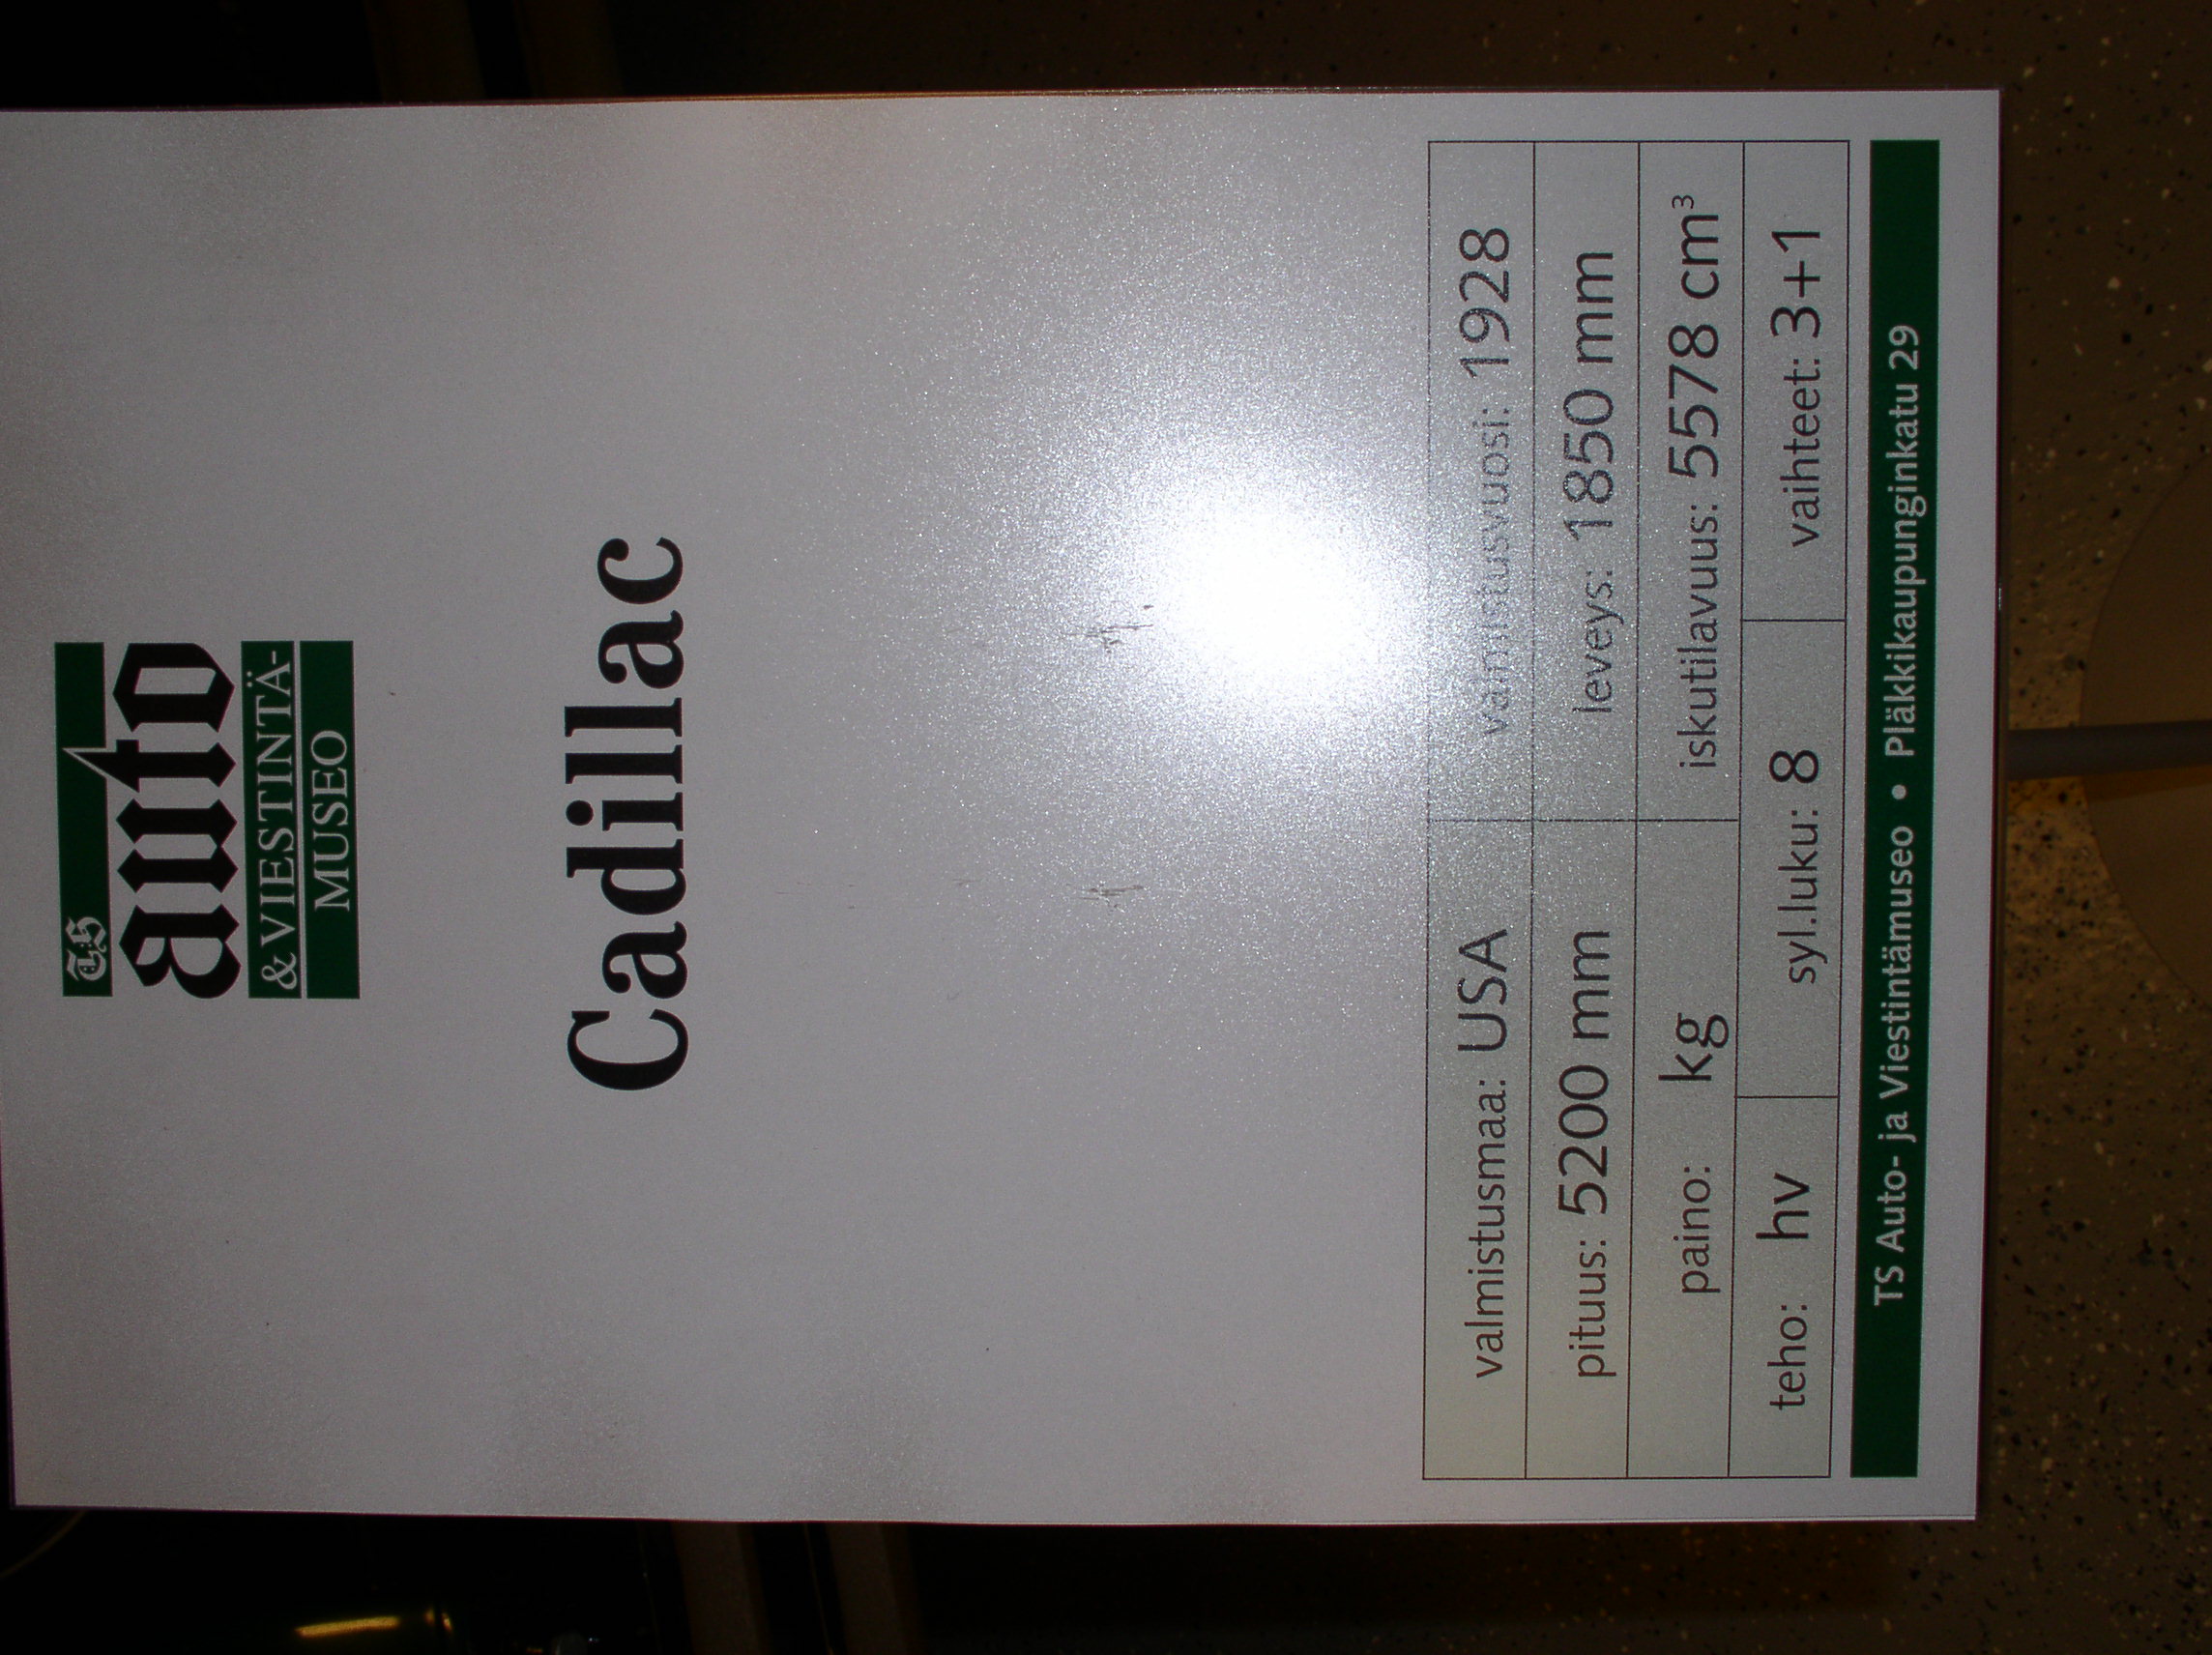 TS
auto
& VIESTINTÄ-
MUSEO
Cadillac
valmistusmaa: USA valmistusvuosi: 1928
pituus: 5200 mm leveys: 1850 mm
paino: kg iskutilavuus: 5578 cm³
teho: hv syl.luku: 8 vaihteet: 3+1
TS Auto- ja Viestintämuseo • Pläkkikaupunginkatu 29